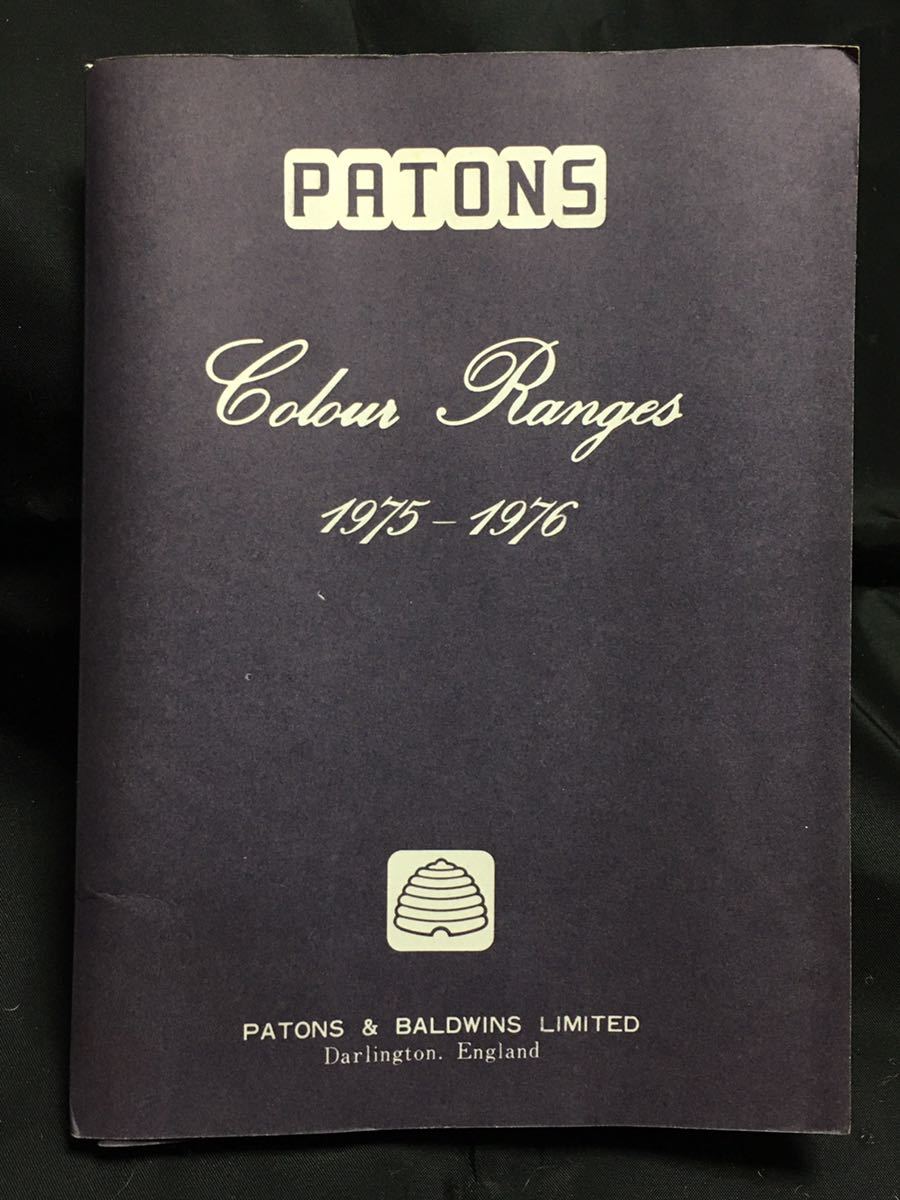 PATONS
Colour Ranges
1975 – 1976
PATONS & BALDWINS LIMITED
Darlington. England